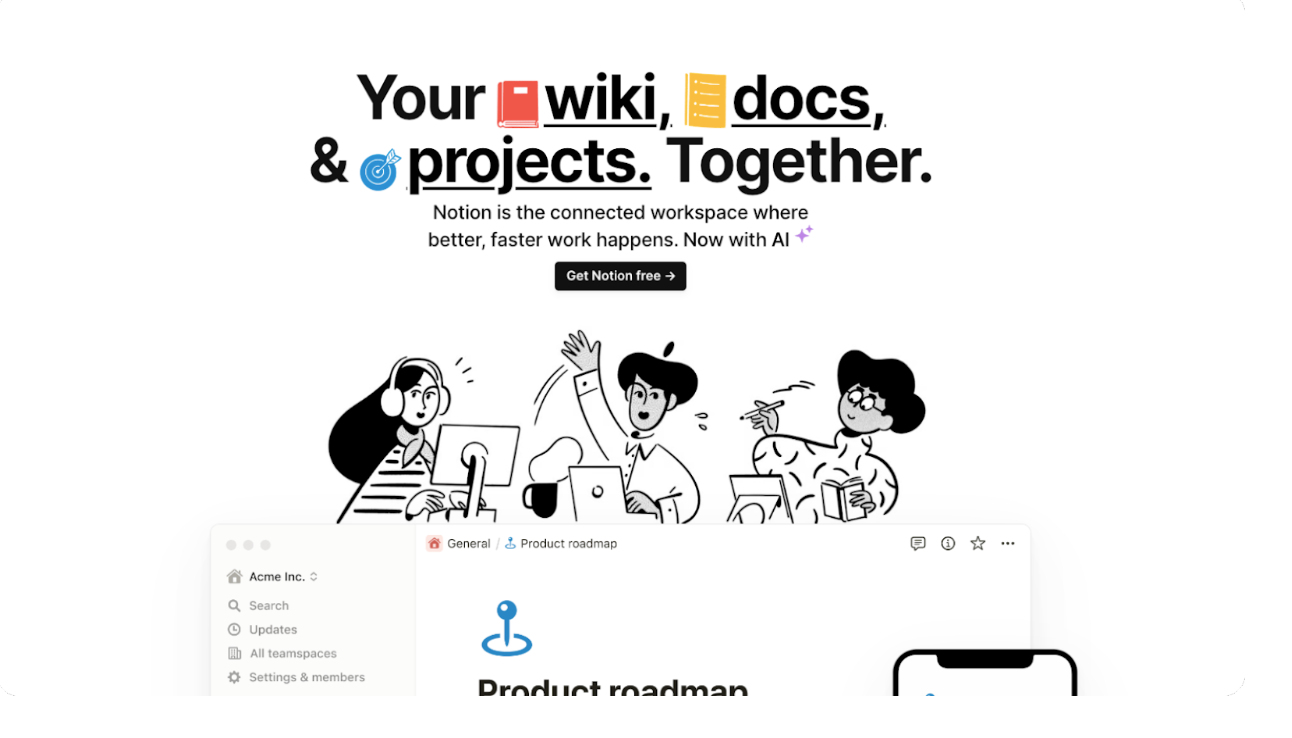 Your wiki, docs,
& projects. Together.
Notion is the connected workspace where
better, faster work happens. Now with AI
Get Notion free →
General / Product roadmap
Acme Inc.
Search
Updates
All teamspaces
Settings & members
Product roadmap